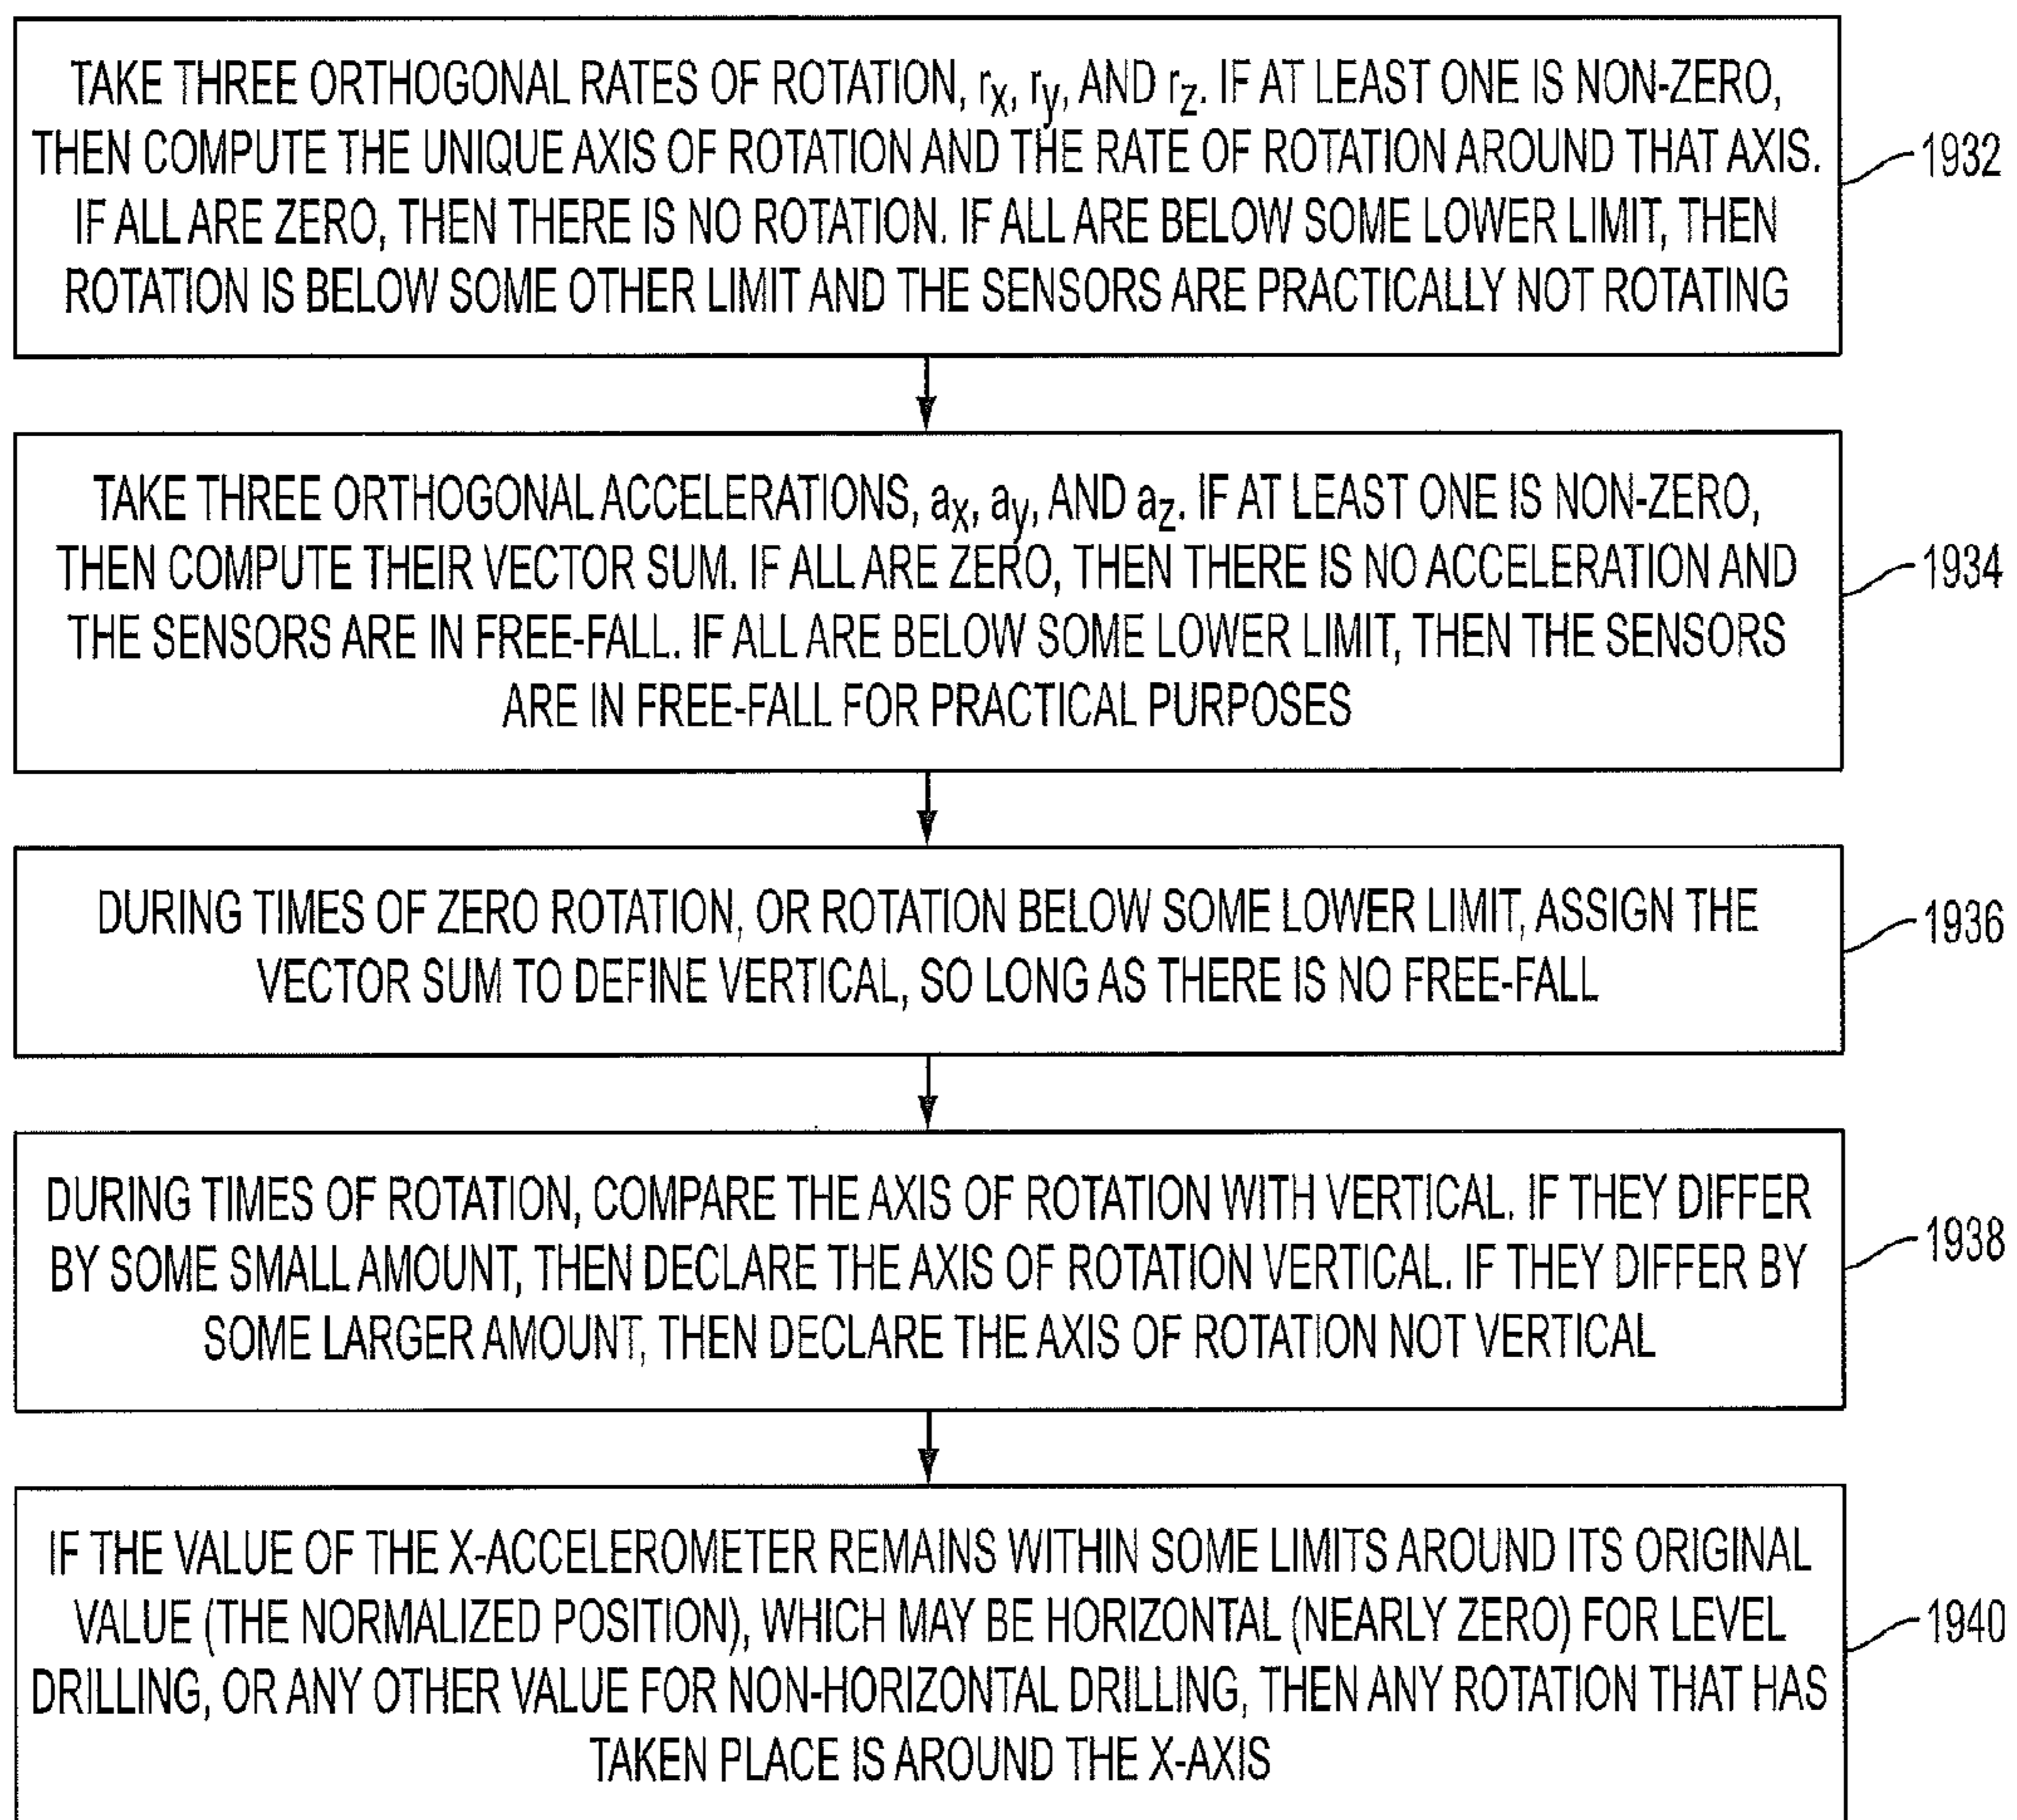 TAKE THREE ORTHOGONAL RATES OF ROTATION, rx, ry, AND rz. IF AT LEAST ONE IS NON-ZERO,
THEN COMPUTE THE UNIQUE AXIS OF ROTATION AND THE RATE OF ROTATION AROUND THAT AXIS.
IF ALL ARE ZERO, THEN THERE IS NO ROTATION. IF ALL ARE BELOW SOME LOWER LIMIT, THEN
ROTATION IS BELOW SOME OTHER LIMIT AND THE SENSORS ARE PRACTICALLY NOT ROTATING
1932
TAKE THREE ORTHOGONAL ACCELERATIONS, ax, ay, AND az. IF AT LEAST ONE IS NON-ZERO,
THEN COMPUTE THEIR VECTOR SUM. IF ALL ARE ZERO, THEN THERE IS NO ACCELERATION AND
THE SENSORS ARE IN FREE-FALL. IF ALL ARE BELOW SOME LOWER LIMIT, THEN THE SENSORS
ARE IN FREE-FALL FOR PRACTICAL PURPOSES
1934
DURING TIMES OF ZERO ROTATION, OR ROTATION BELOW SOME LOWER LIMIT, ASSIGN THE
VECTOR SUM TO DEFINE VERTICAL, SO LONG AS THERE IS NO FREE-FALL
1936
DURING TIMES OF ROTATION, COMPARE THE AXIS OF ROTATION WITH VERTICAL. IF THEY DIFFER
BY SOME SMALL AMOUNT, THEN DECLARE THE AXIS OF ROTATION VERTICAL. IF THEY DIFFER BY
SOME LARGER AMOUNT, THEN DECLARE THE AXIS OF ROTATION NOT VERTICAL
1938
IF THE VALUE OF THE X-ACCELEROMETER REMAINS WITHIN SOME LIMITS AROUND ITS ORIGINAL
VALUE (THE NORMALIZED POSITION), WHICH MAY BE HORIZONTAL (NEARLY ZERO) FOR LEVEL
DRILLING, OR ANY OTHER VALUE FOR NON-HORIZONTAL DRILLING, THEN ANY ROTATION THAT HAS
TAKEN PLACE IS AROUND THE X-AXIS
1940